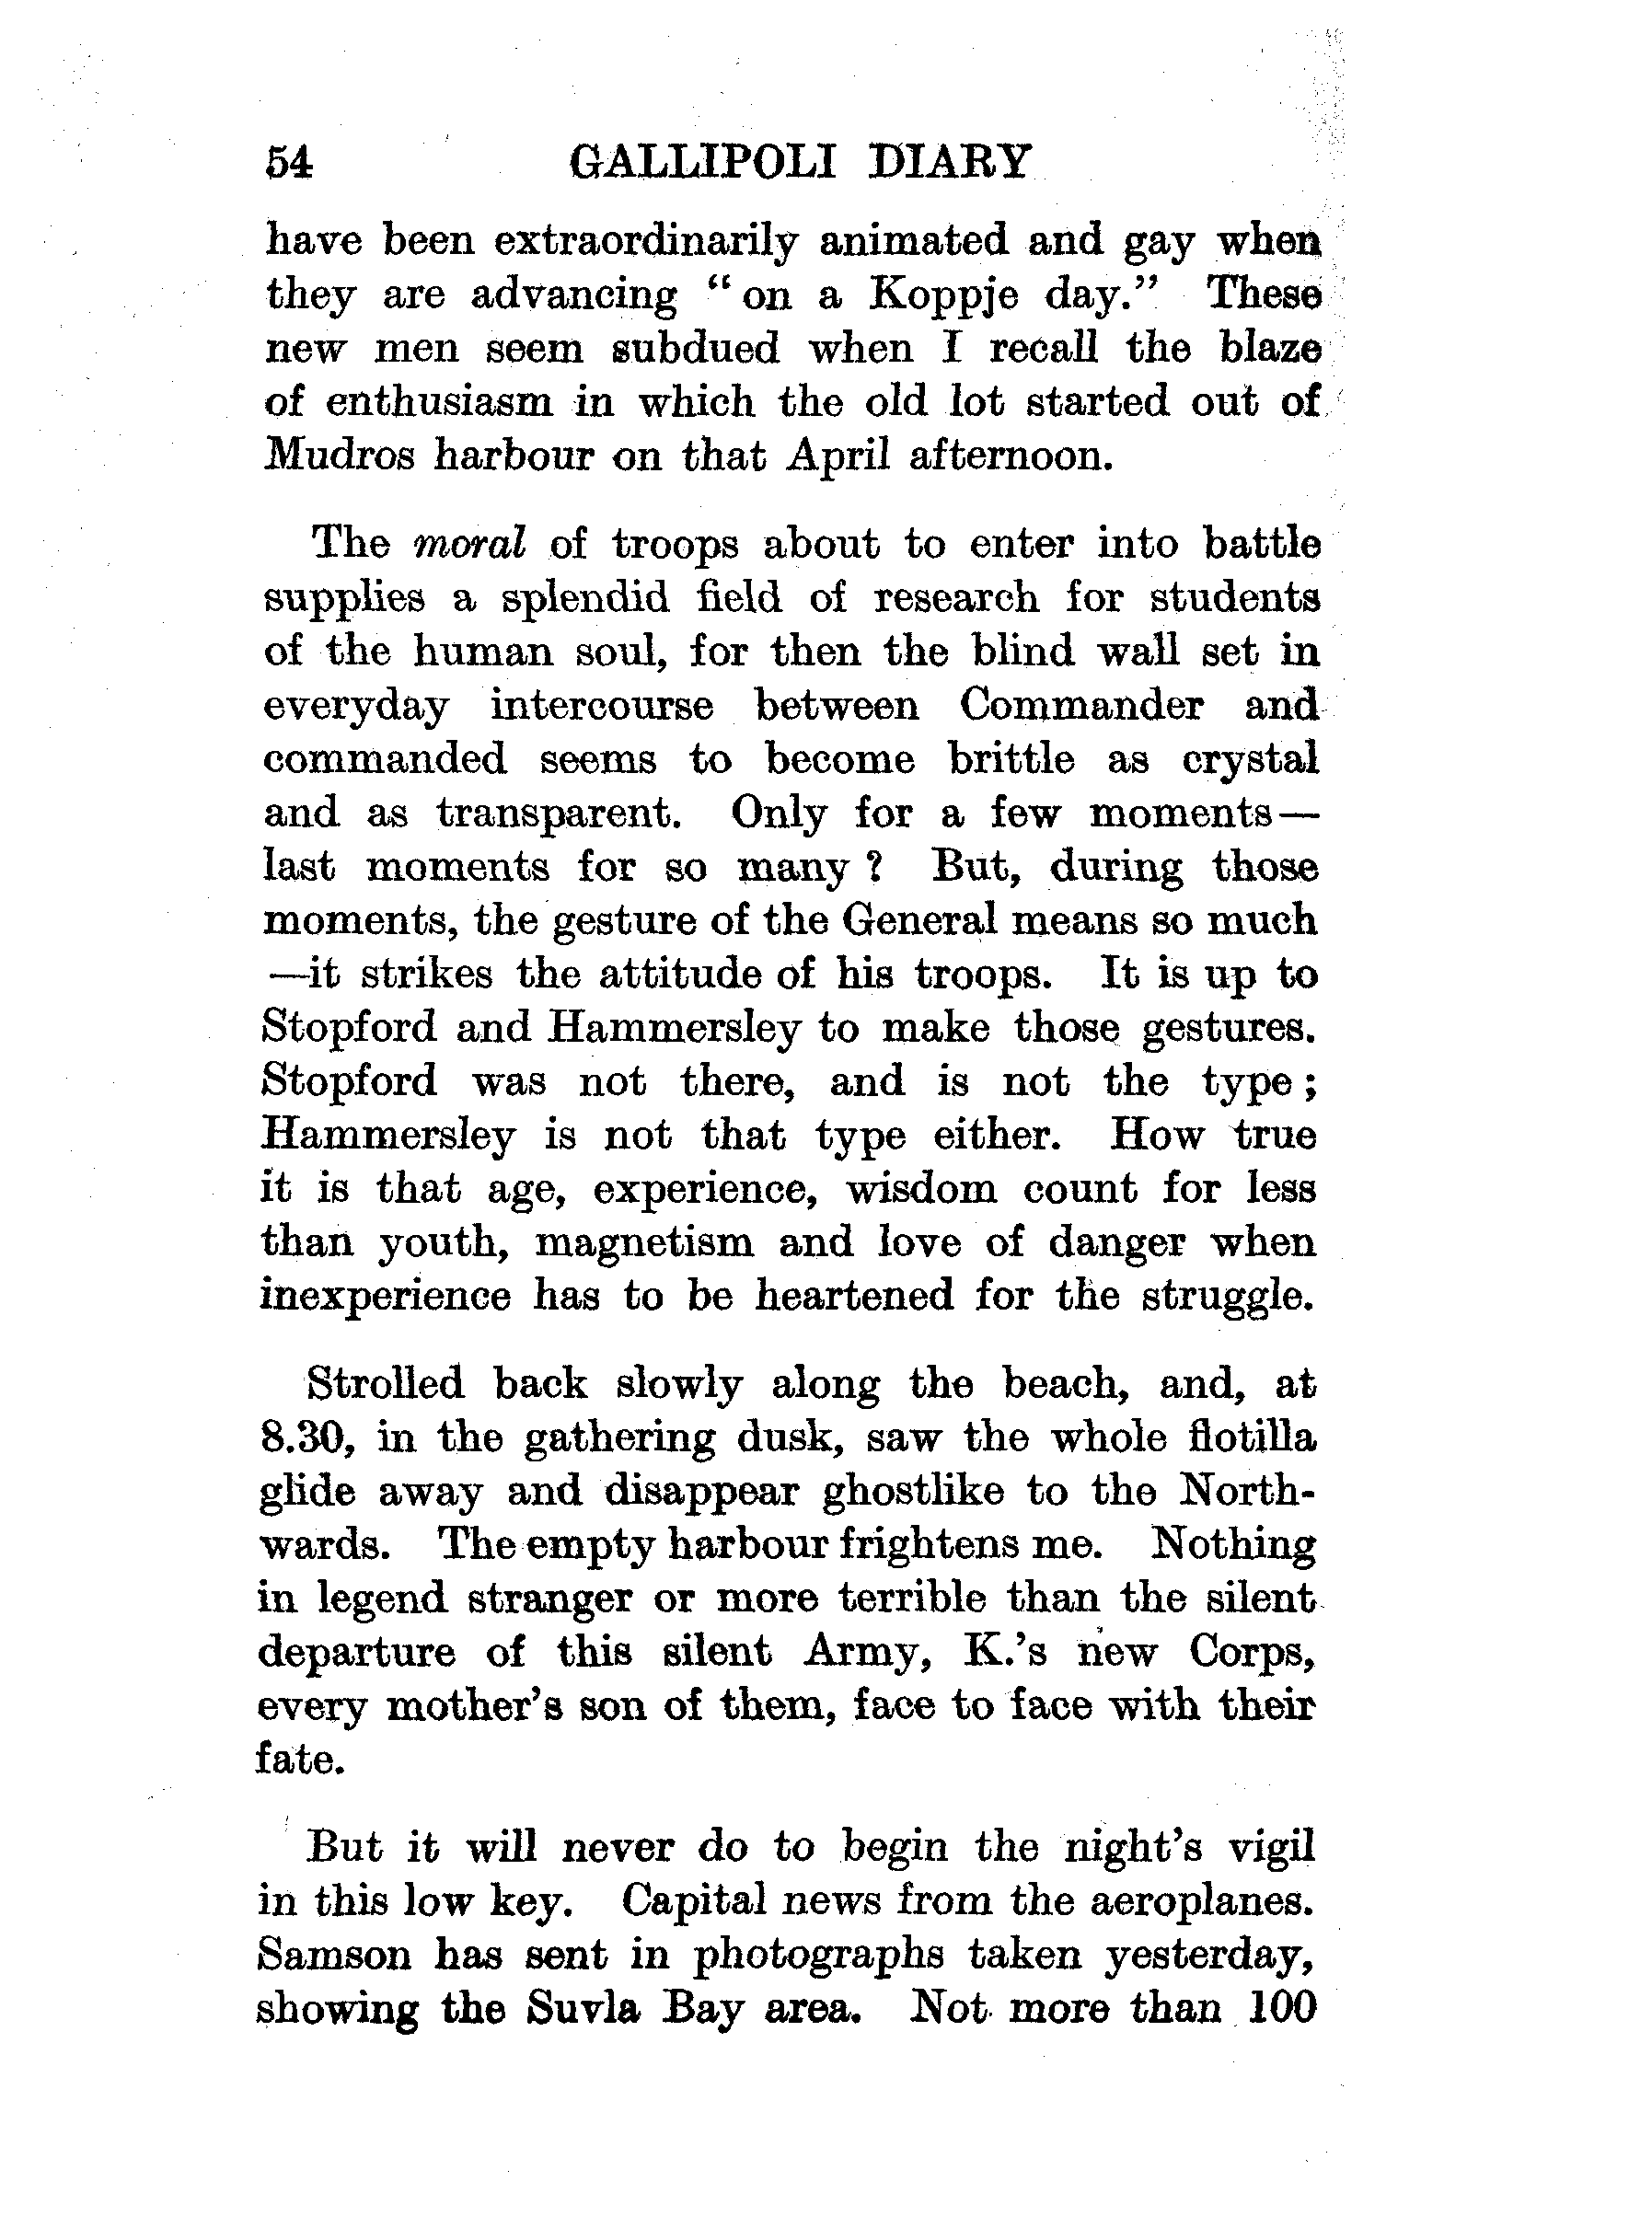 54 GALLIPOLI DIARY
have been extraordinarily animated and gay when
they are advancing “on a Koppje day.” These
new men seem subdued when I recall the blaze
of enthusiasm in which the old lot started out of
Mudros harbour on that April afternoon.
The moral of troops about to enter into battle
supplies a splendid field of research for students
of the human soul, for then the blind wall set in
everyday intercourse between Commander and
commanded seems to become brittle as crystal
and as transparent. Only for a few moments—
last moments for so many? But, during those
moments, the gesture of the General means so much
—it strikes the attitude of his troops. It is up to
Stopford and Hammersley to make those gestures.
Stopford was not there, and is not the type;
Hammersley is not that type either. How true
it is that age, experience, wisdom count for less
than youth, magnetism and love of danger when
inexperience has to be heartened for the struggle.
Strolled back slowly along the beach, and, at
8.30, in the gathering dusk, saw the whole flotilla
glide away and disappear ghostlike to the North-
wards. The empty harbour frightens me. Nothing
in legend stranger or more terrible than the silent
departure of this silent Army, K.’s new Corps,
every mother’s son of them, face to face with their
fate.
But it will never do to begin the night’s vigil
in this low key. Capital news from the aeroplanes.
Samson has sent in photographs taken yesterday,
showing the Suvla Bay area. Not more than 100